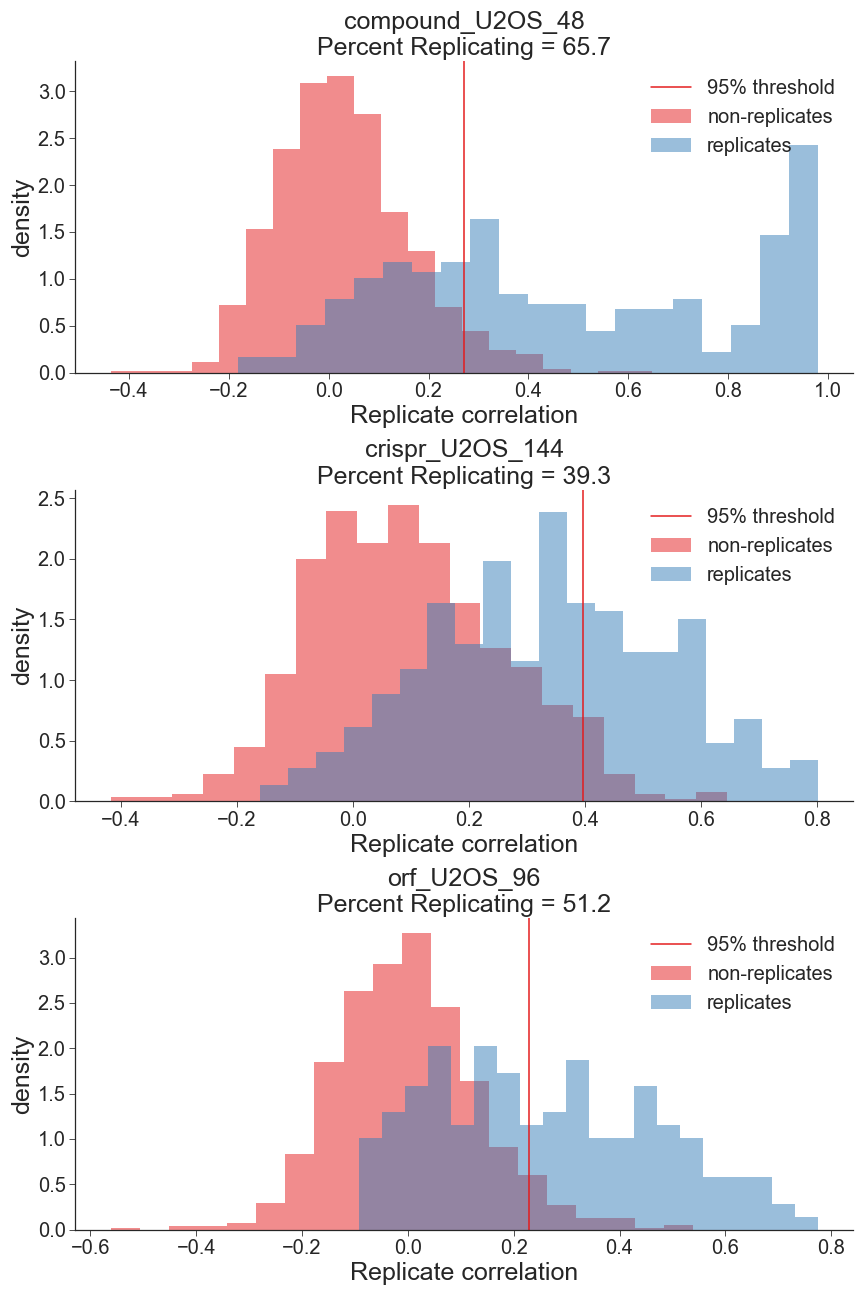 compound_U2OS_48
Percent Replicating = 65.7
95% threshold
non-replicates
replicates
density
3.0
2.5
2.0
1.5
1.0
0.5
0.0
−0.4 −0.2 0.0 0.2 0.4 0.6 0.8 1.0
Replicate correlation
crispr_U2OS_144
Percent Replicating = 39.3
95% threshold
non-replicates
replicates
density
2.5
2.0
1.5
1.0
0.5
0.0
−0.4 −0.2 0.0 0.2 0.4 0.6 0.8
Replicate correlation
orf_U2OS_96
Percent Replicating = 51.2
95% threshold
non-replicates
replicates
density
3.0
2.5
2.0
1.5
1.0
0.5
0.0
−0.6 −0.4 −0.2 0.0 0.2 0.4 0.6 0.8
Replicate correlation